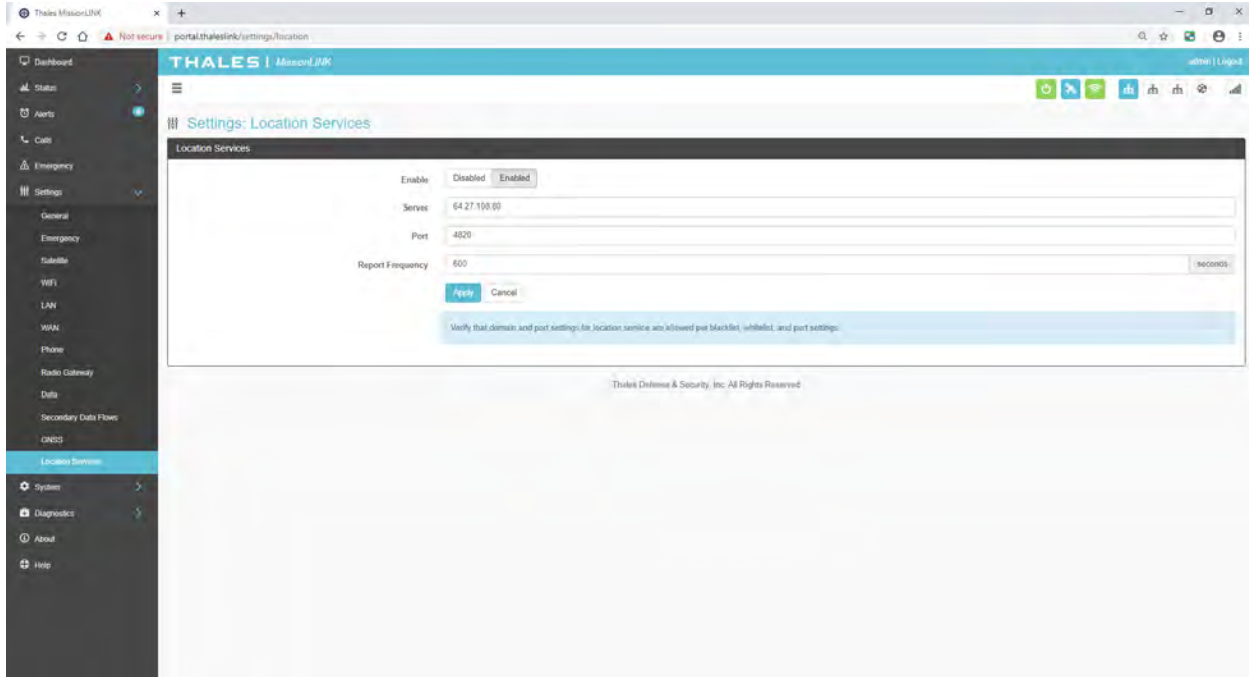 Thales MissionLINK
Not secure | portal.thaleslink/settings/location
THALES | MissionLINK
admin | Logout
Dashboard
Status
Alerts
Calls
Emergency
Settings
General
Emergency
Satellite
WiFi
LAN
WAN
Phone
Radio Gateway
Data
Secondary Data Flows
GNSS
Location Services
System
Diagnostics
About
Help
Settings: Location Services
Location Services
Enable Disabled Enabled
Server 64.27.108.80
Port 4820
Report Frequency 600 seconds
Apply Cancel
Verify that domain and port settings for location service are allowed per blacklist, whitelist, and port settings.
Thales Defense & Security, Inc. All Rights Reserved